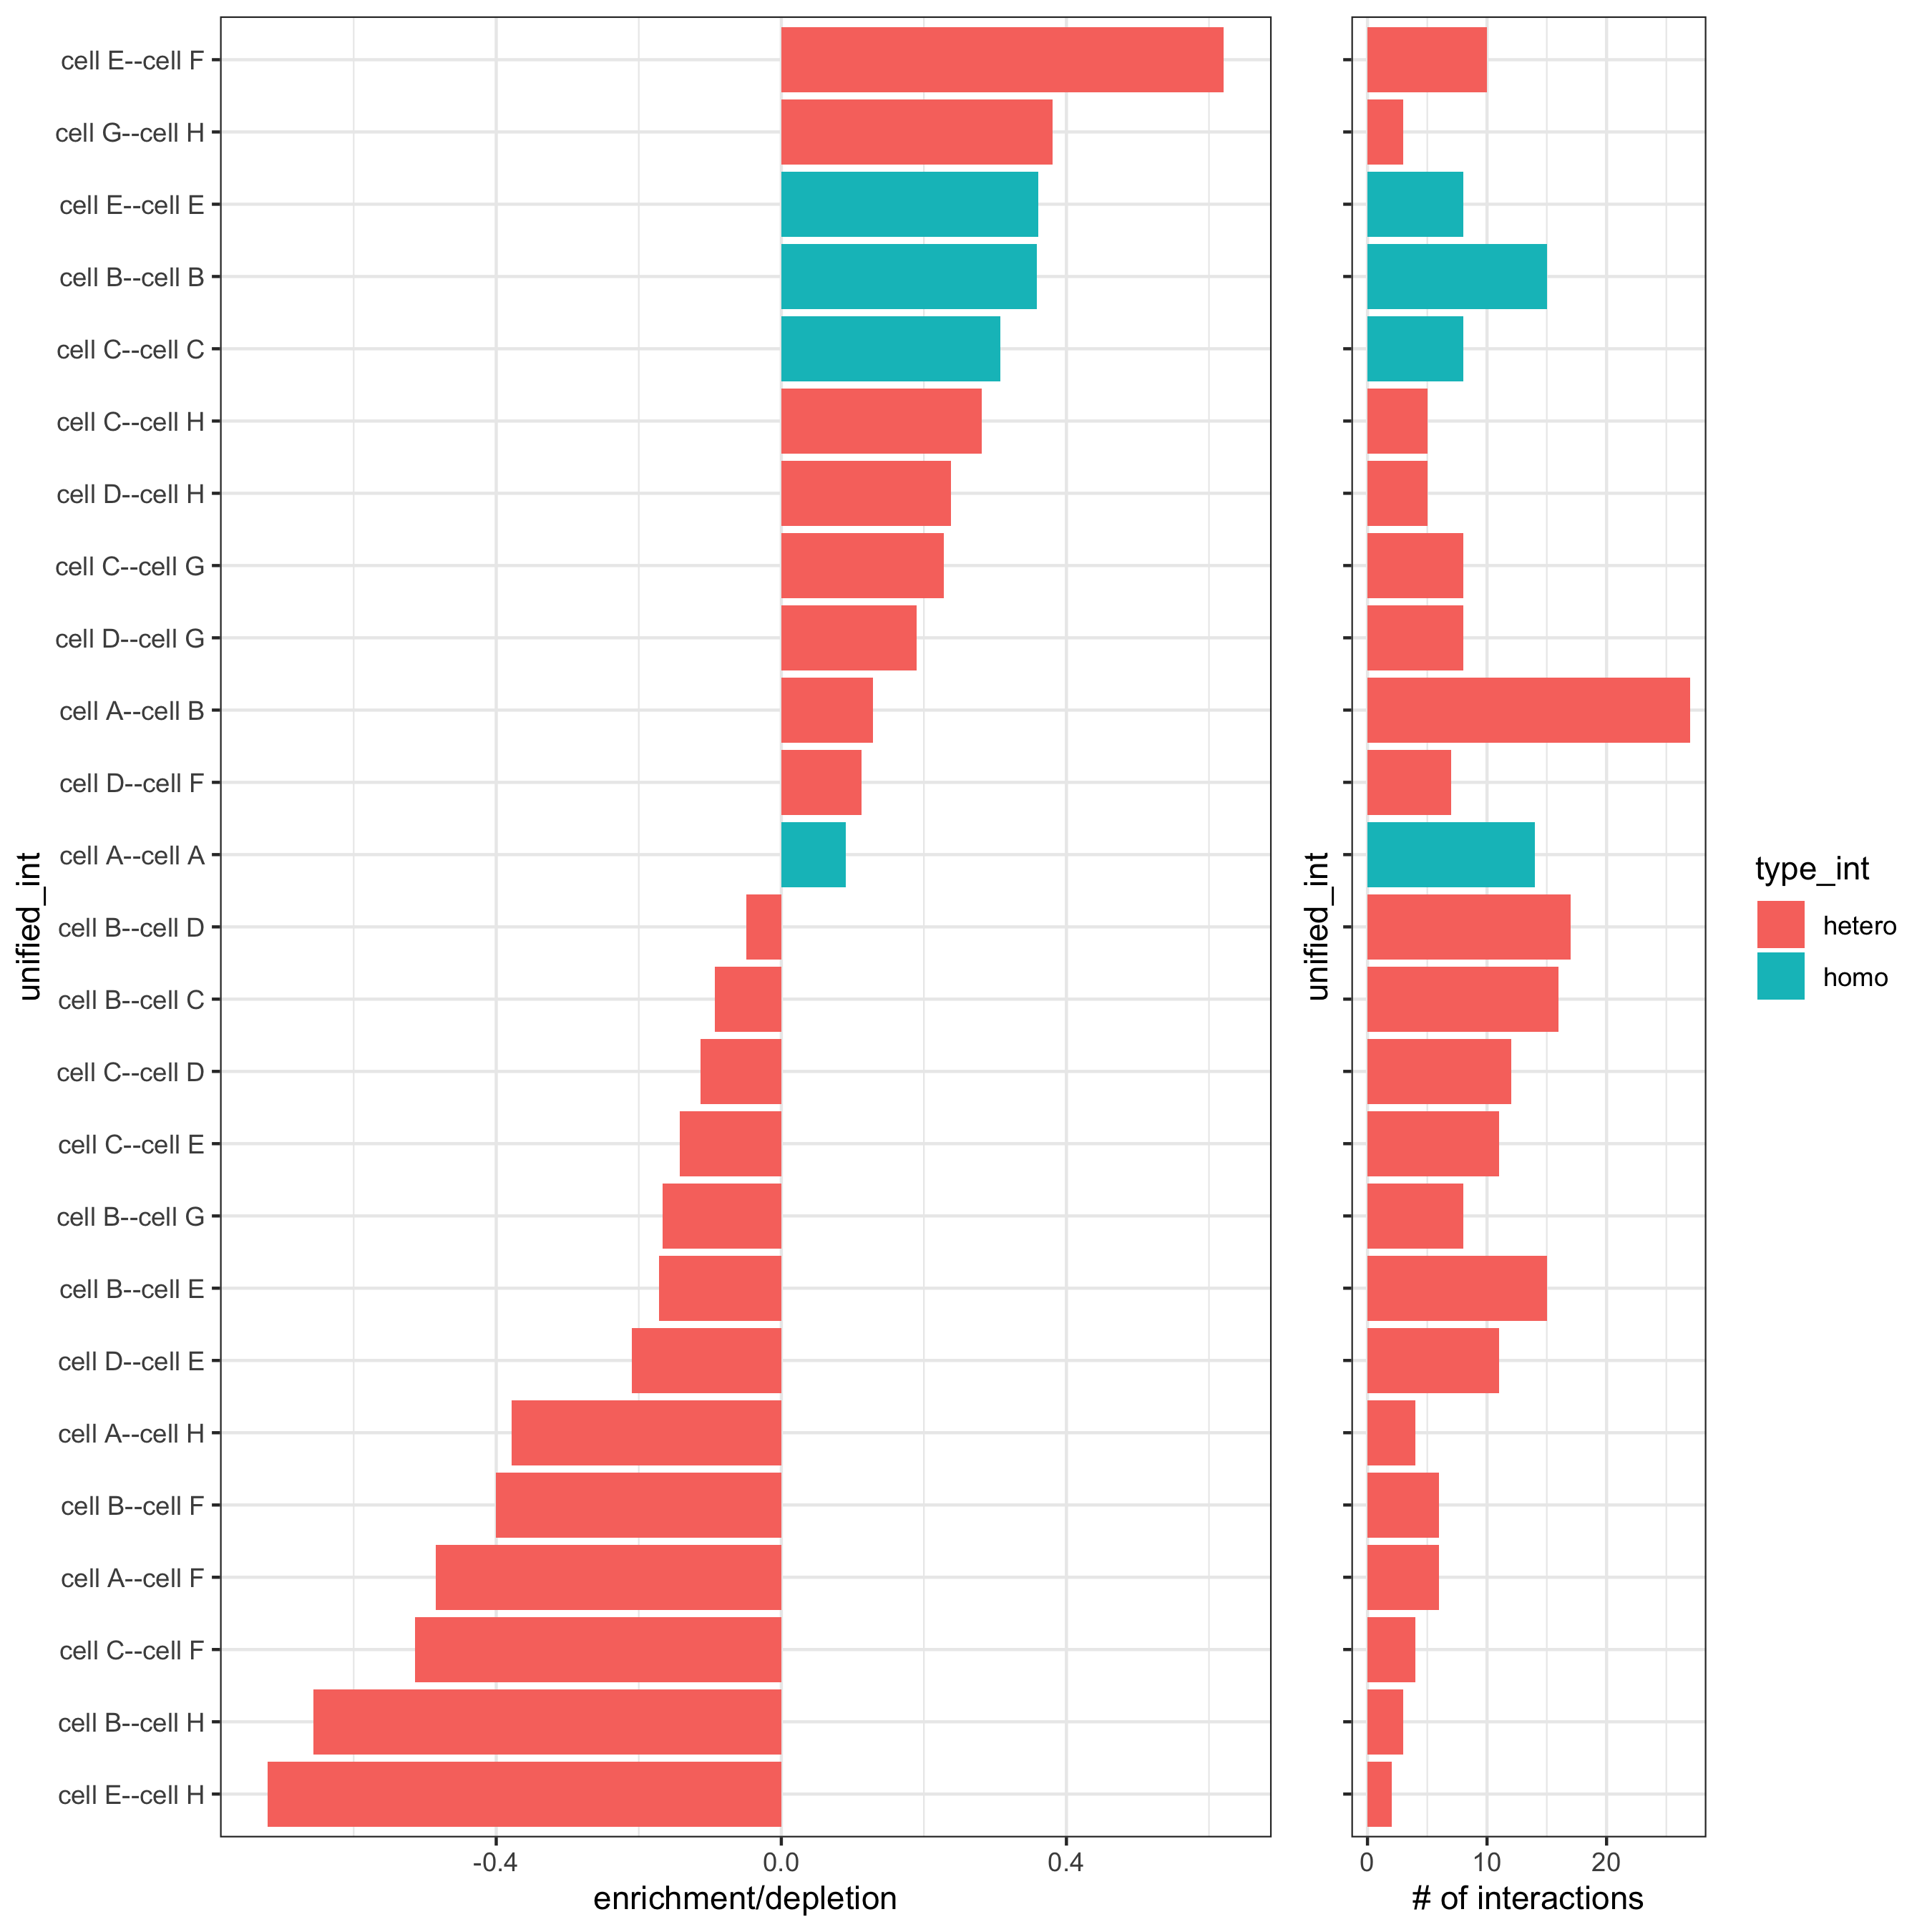 unified_int
cell E--cell F
cell G--cell H
cell E--cell E
cell B--cell B
cell C--cell C
cell C--cell H
cell D--cell H
cell C--cell G
cell D--cell G
cell A--cell B
cell D--cell F
cell A--cell A
cell B--cell D
cell B--cell C
cell C--cell D
cell C--cell E
cell B--cell G
cell B--cell E
cell D--cell E
cell A--cell H
cell B--cell F
cell A--cell F
cell C--cell F
cell B--cell H
cell E--cell H
-0.4 0.0 0.4
enrichment/depletion
unified_int
0 10 20
# of interactions
type_int
hetero
homo